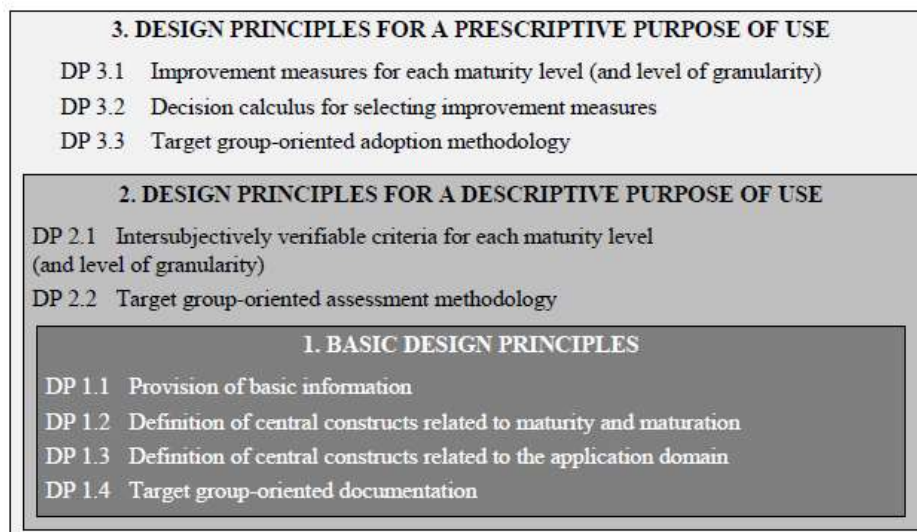 3. DESIGN PRINCIPLES FOR A PRESCRIPTIVE PURPOSE OF USE
DP 3.1 Improvement measures for each maturity level (and level of granularity)
DP 3.2 Decision calculus for selecting improvement measures
DP 3.3 Target group-oriented adoption methodology
2. DESIGN PRINCIPLES FOR A DESCRIPTIVE PURPOSE OF USE
DP 2.1 Intersubjectively verifiable criteria for each maturity level
(and level of granularity)
DP 2.2 Target group-oriented assessment methodology
1. BASIC DESIGN PRINCIPLES
DP 1.1 Provision of basic information
DP 1.2 Definition of central constructs related to maturity and maturation
DP 1.3 Definition of central constructs related to the application domain
DP 1.4 Target group-oriented documentation